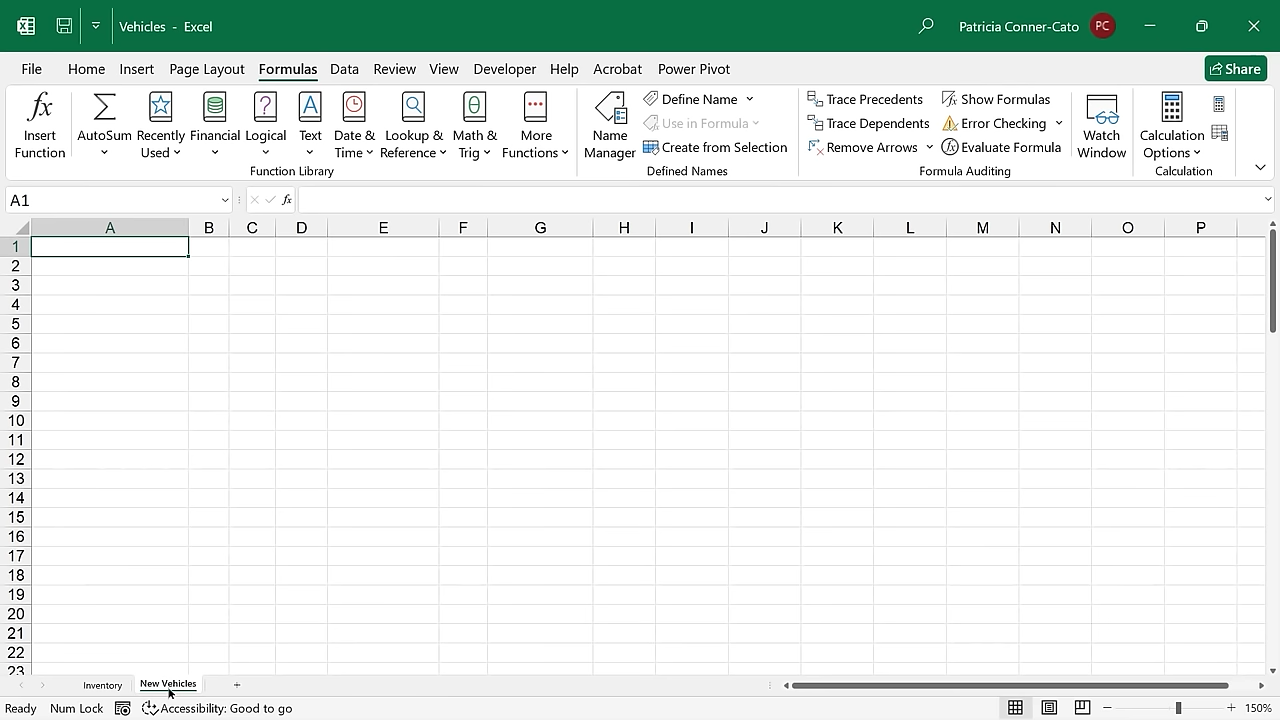 Vehicles - Excel
Patricia Conner-Cato PC
File Home Insert Page Layout Formulas Data Review View Developer Help Acrobat Power Pivot Share
Insert Function
AutoSum
Recently Used
Financial
Logical
Text
Date & Time
Lookup & Reference
Math & Trig
More Functions
Function Library
Name Manager
Define Name
Use in Formula
Create from Selection
Defined Names
Trace Precedents
Trace Dependents
Remove Arrows
Show Formulas
Error Checking
Evaluate Formula
Formula Auditing
Watch Window
Calculation Options
Calculation
A1 fx
A B C D E F G H I J K L M N O P
1
2
3
4
5
6
7
8
9
10
11
12
13
14
15
16
17
18
19
20
21
22
23
Inventory New Vehicles +
Ready Num Lock Accessibility: Good to go 150%